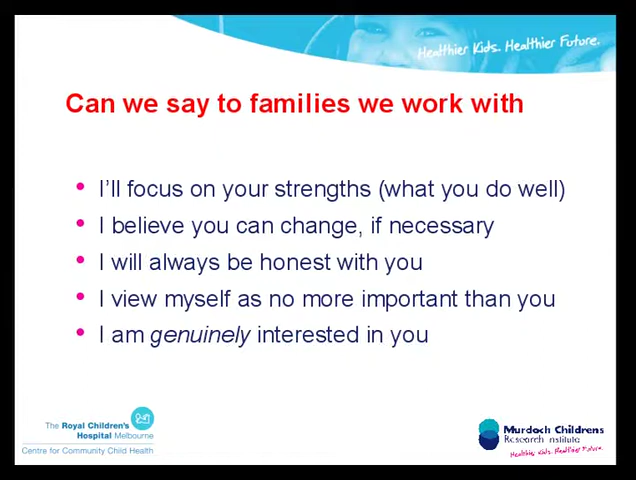 Healthier Kids. Healthier Future.
Can we say to families we work with
• I'll focus on your strengths (what you do well)
• I believe you can change, if necessary
• I will always be honest with you
• I view myself as no more important than you
• I am genuinely interested in you
The Royal Children's
Hospital Melbourne
Centre for Community Child Health
Murdoch Childrens
Research Institute
Healthier Kids. Healthier Future.